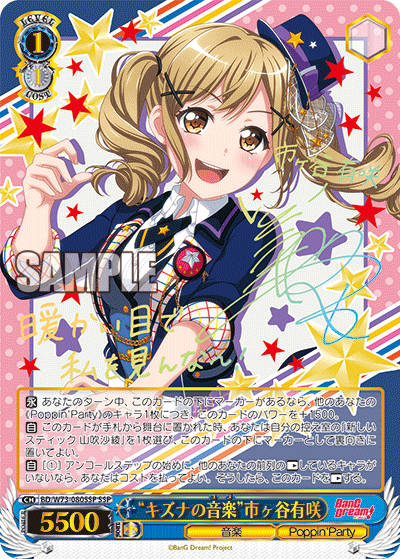 LEVEL
1
1
COST
市ヶ谷有咲
SAMPLE
暖かい目で
私を見んなー!
永 あなたのターン中、このカードの下にマーカーがあるなら、他のあなたの
《Poppin'Party》のキャラ1枚につき、このカードのパワーを+1500。
自 このカードが手札から舞台に置かれた時、あなたは自分の控え室の「新しい
スティック 山吹沙綾」を1枚選び、このカードの下にマーカーとして裏向きに
置いてよい。
自 [①] アンコールステップの始めに、他のあなたの前列の
しているキャラが
いないなら、あなたはコストを払ってよい。そうしたら、このカードを
する。
CH
BD/W73-080SSP SSP
5500
"キズナの音楽"市ヶ谷有咲
BanG Dream!
音楽
Poppin'Party
©BanG Dream! Project